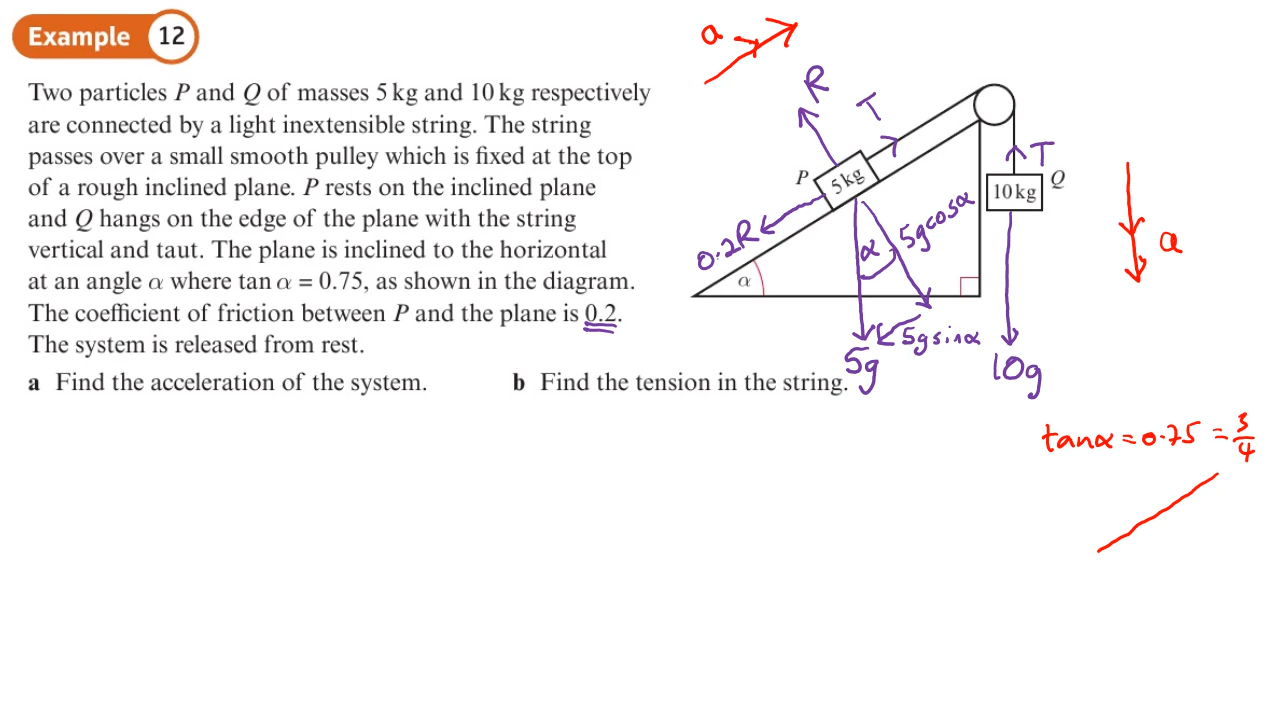 Example 12
Two particles P and Q of masses 5 kg and 10 kg respectively
are connected by a light inextensible string. The string
passes over a small smooth pulley which is fixed at the top
of a rough inclined plane. P rests on the inclined plane
and Q hangs on the edge of the plane with the string
vertical and taut. The plane is inclined to the horizontal
at an angle α where tan α = 0.75, as shown in the diagram.
The coefficient of friction between P and the plane is 0.2.
The system is released from rest.
a Find the acceleration of the system.
b Find the tension in the string.
a
R
T
P
5 kg
T
10 kg
Q
0.2R
α
5gcosα
a
α
5gsinα
5g
10g
tanα = 0.75 = 3/4